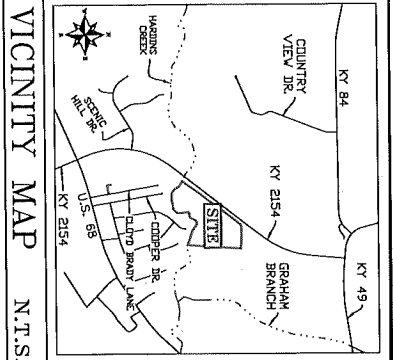 KY 84
KY 49
COUNTRY
VIEW DR.
HARDINS
CREEK
KY 2154
GRAHAM
BRANCH
SCENIC
HILL DR.
SITE
COOPER DR.
CLOYD BRADY LANE
U.S. 68
KY 2154
VICINITY MAP N.T.S.